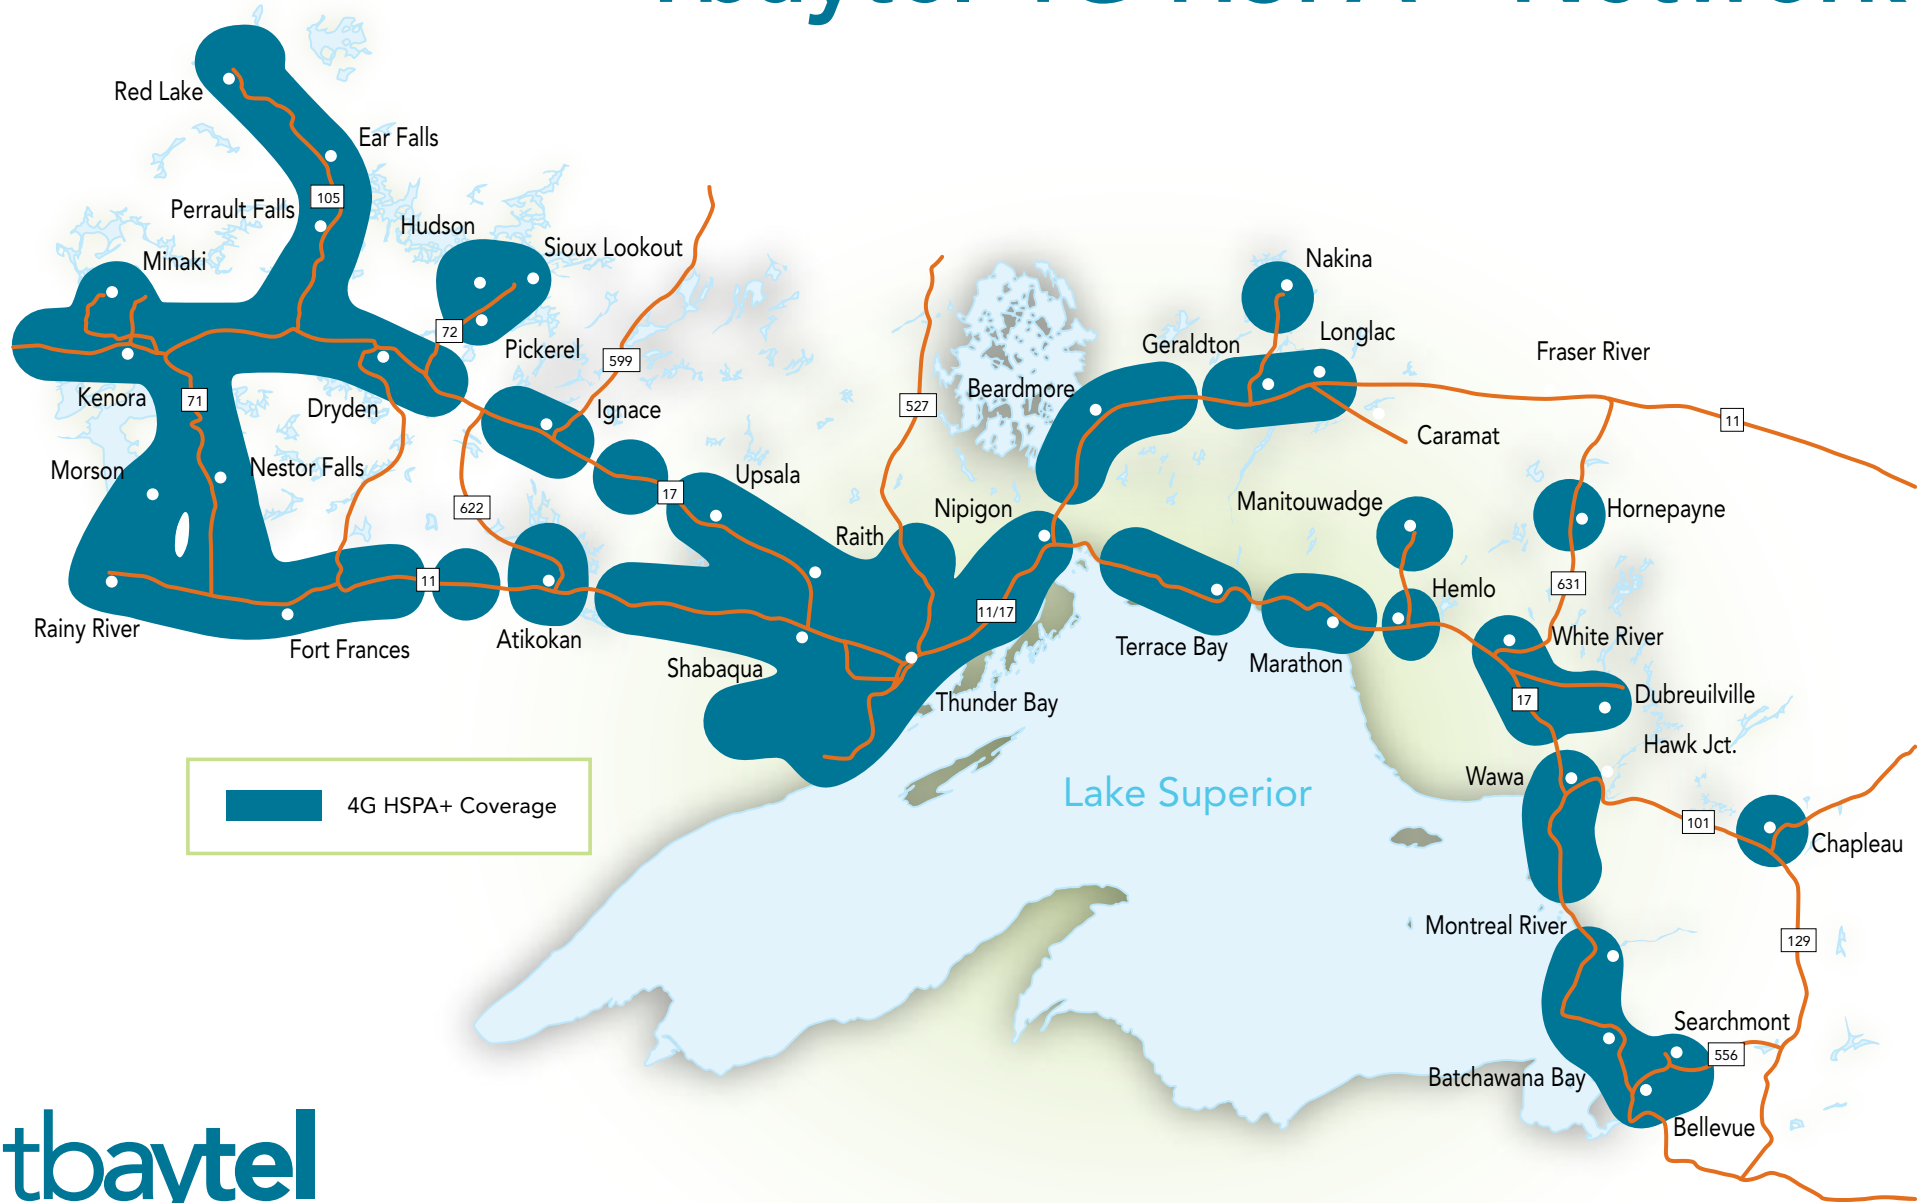 Tbaytel 4G HSPA+ Network
Red Lake
Ear Falls
105
Perrault Falls
Hudson
Sioux Lookout
Minaki
72
Pickerel
599
Kenora
71
Dryden
Ignace
Morson
Nestor Falls
622
17
Upsala
Raith
527
Nipigon
Beardmore
Geraldton
Nakina
Longlac
Fraser River
11
Caramat
Manitouwadge
Hornepayne
631
Hemlo
White River
Rainy River
Fort Frances
11
Atikokan
Shabaqua
11/17
Thunder Bay
Terrace Bay
Marathon
17
Dubreuilville
Hawk Jct.
Wawa
101
Chapleau
Lake Superior
4G HSPA+ Coverage
Montreal River
129
Searchmont
556
Batchawana Bay
Bellevue
tbaytel